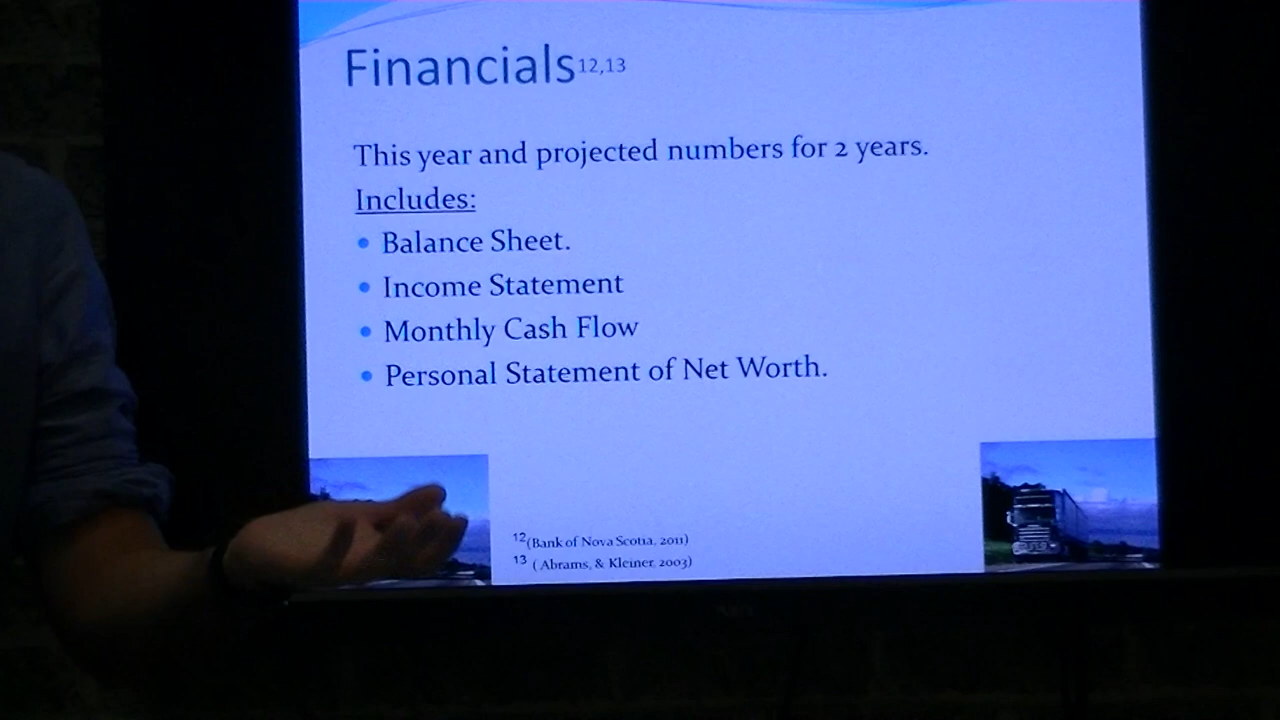 Financials12,13
This year and projected numbers for 2 years.
Includes:
• Balance Sheet.
• Income Statement
• Monthly Cash Flow
• Personal Statement of Net Worth.
12(Bank of Nova Scotia, 2011)
13 ( Abrams, & Kleiner, 2003)